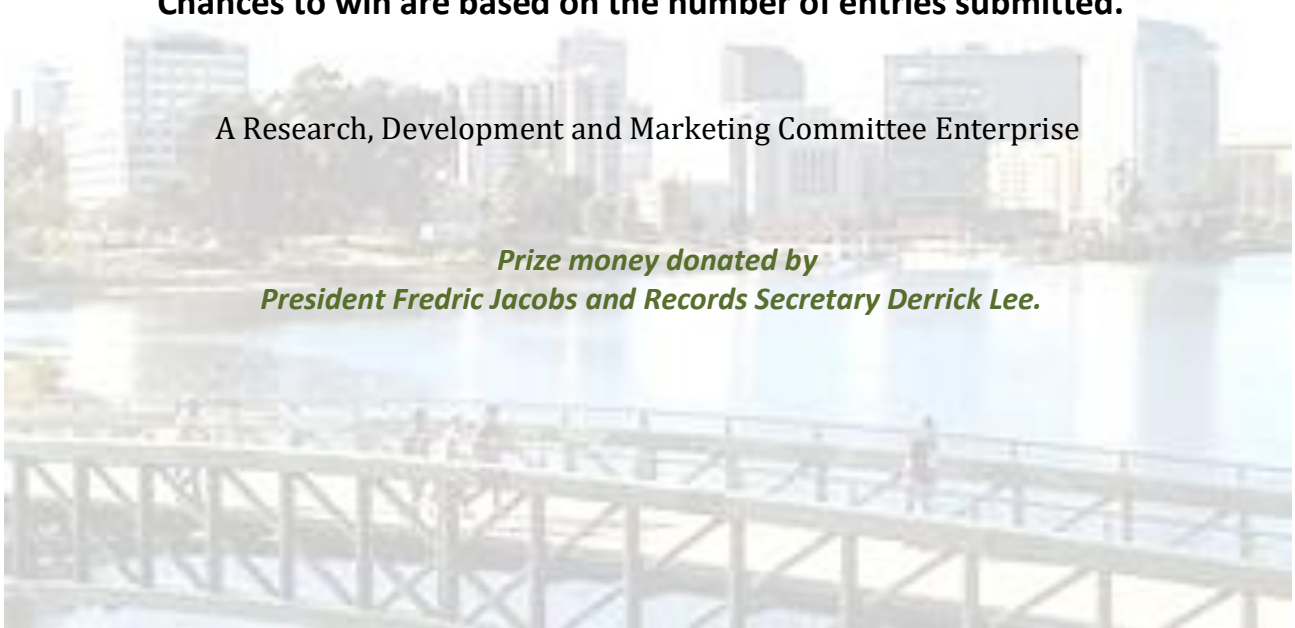 Chances to win are based on the number of entries submitted.
A Research, Development and Marketing Committee Enterprise
Prize money donated by
President Fredric Jacobs and Records Secretary Derrick Lee.